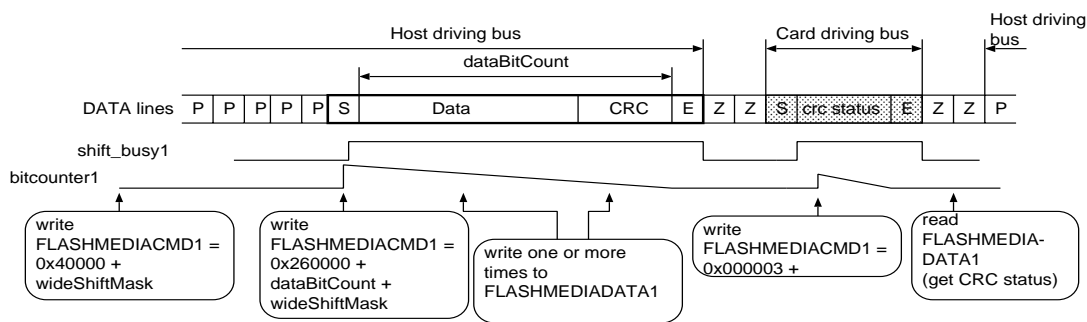 Host driving bus
Card driving bus
Host driving
bus
dataBitCount
DATA lines P P P P P S Data CRC E Z Z S crc status E Z Z P
shift_busy1
bitcounter1
write
FLASHMEDIACMD1 =
0x40000 +
wideShiftMask
write
FLASHMEDIACMD1 =
0x260000 +
dataBitCount +
wideShiftMask
write one or more
times to
FLASHMEDIADATA1
write
FLASHMEDIACMD1 =
0x000003 +
read
FLASHMEDIA-
DATA1
(get CRC status)